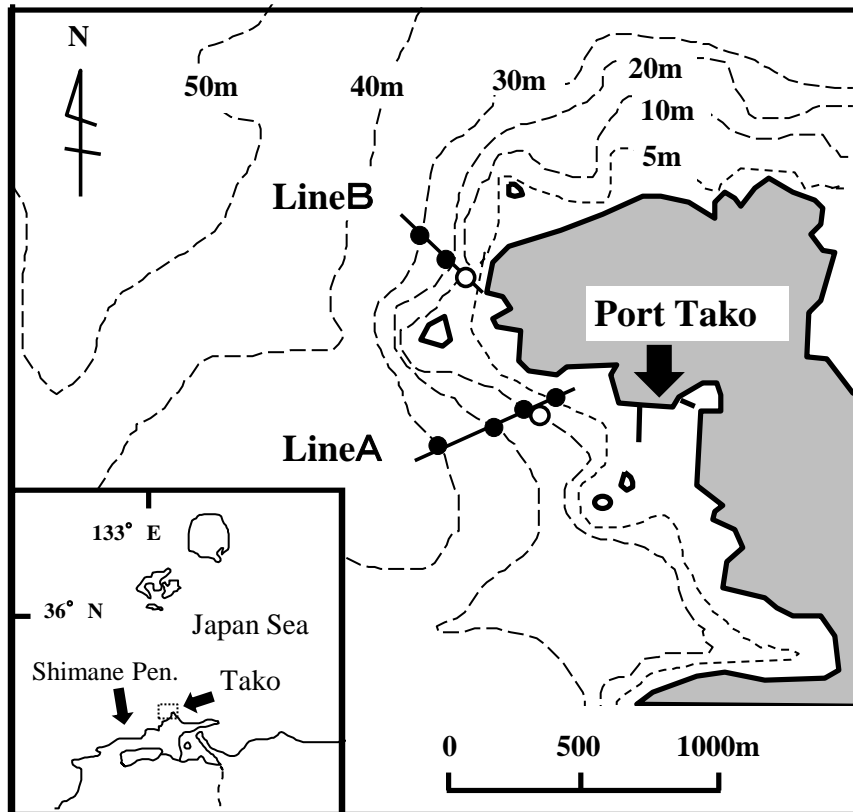 N
50m
40m
30m
20m
10m
5m
LineB
Port Tako
LineA
133° E
36° N
Japan Sea
Shimane Pen.
Tako
0 500 1000m